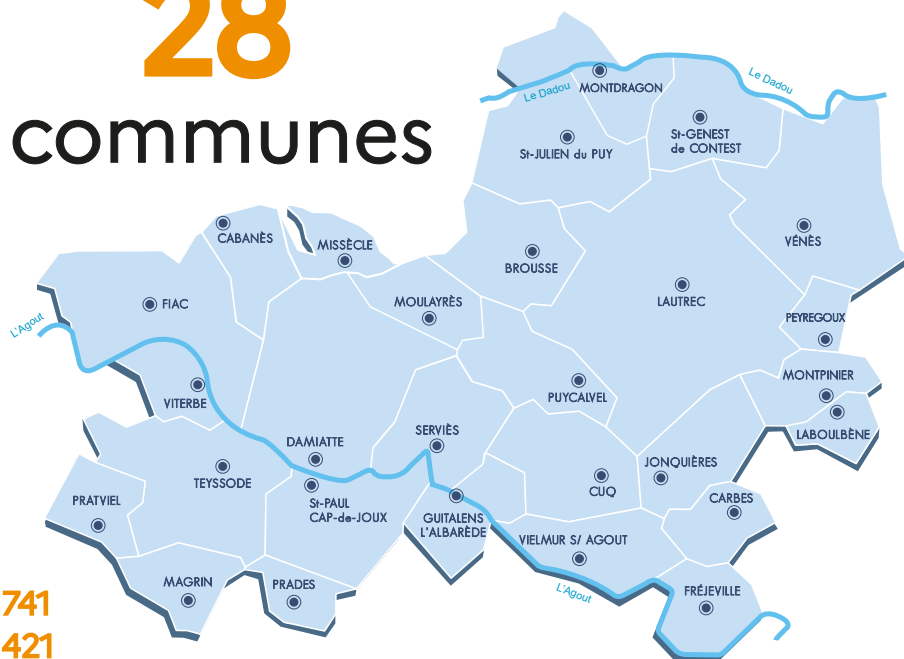 28
communes
Le Dadou
Le Dadou
MONTDRAGON
St-GENEST
de CONTEST
St-JULIEN du PUY
CABANÈS
MISSÈCLE
VÉNÈS
BROUSSE
FIAC
MOULAYRÈS
LAUTREC
L'Agout
PEYREGOUX
VITERBE
PUYCALVEL
MONTPINIER
LABOULBÈNE
DAMIATTE
SERVIÈS
TEYSSODE
JONQUIÈRES
CUQ
PRATVIEL
St-PAUL
CAP-de-JOUX
GUITALENS
L'ALBARÈDE
CARBES
VIELMUR S/ AGOUT
MAGRIN
PRADES
L'Agout
FRÉJEVILLE
741
421